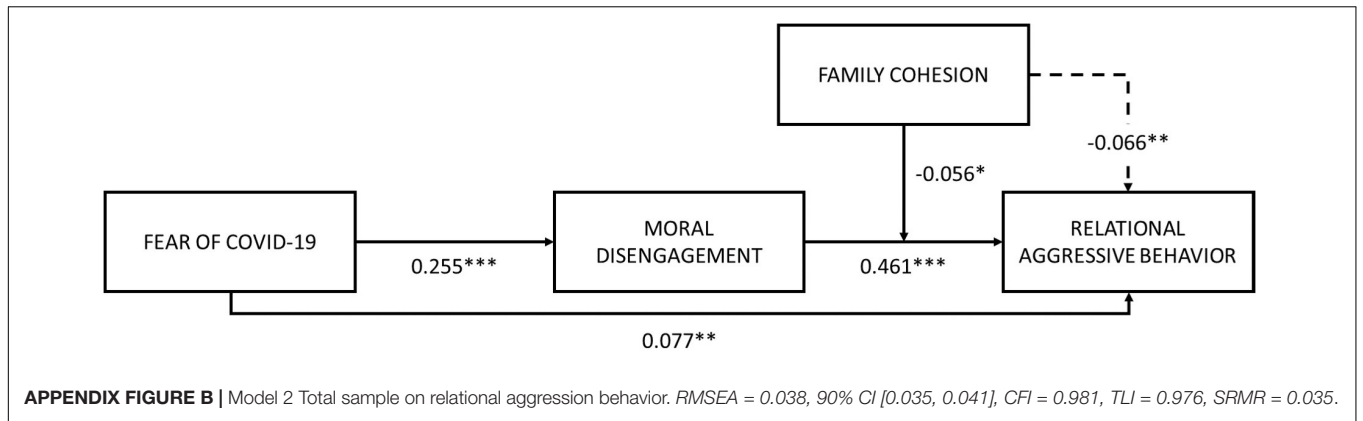 FAMILY COHESION
-0.066**
-0.056*
FEAR OF COVID-19
MORAL
DISENGAGEMENT
RELATIONAL
AGGRESSIVE BEHAVIOR
0.255***
0.461***
0.077**
APPENDIX FIGURE B | Model 2 Total sample on relational aggression behavior. RMSEA = 0.038, 90% CI [0.035, 0.041], CFI = 0.981, TLI = 0.976, SRMR = 0.035.